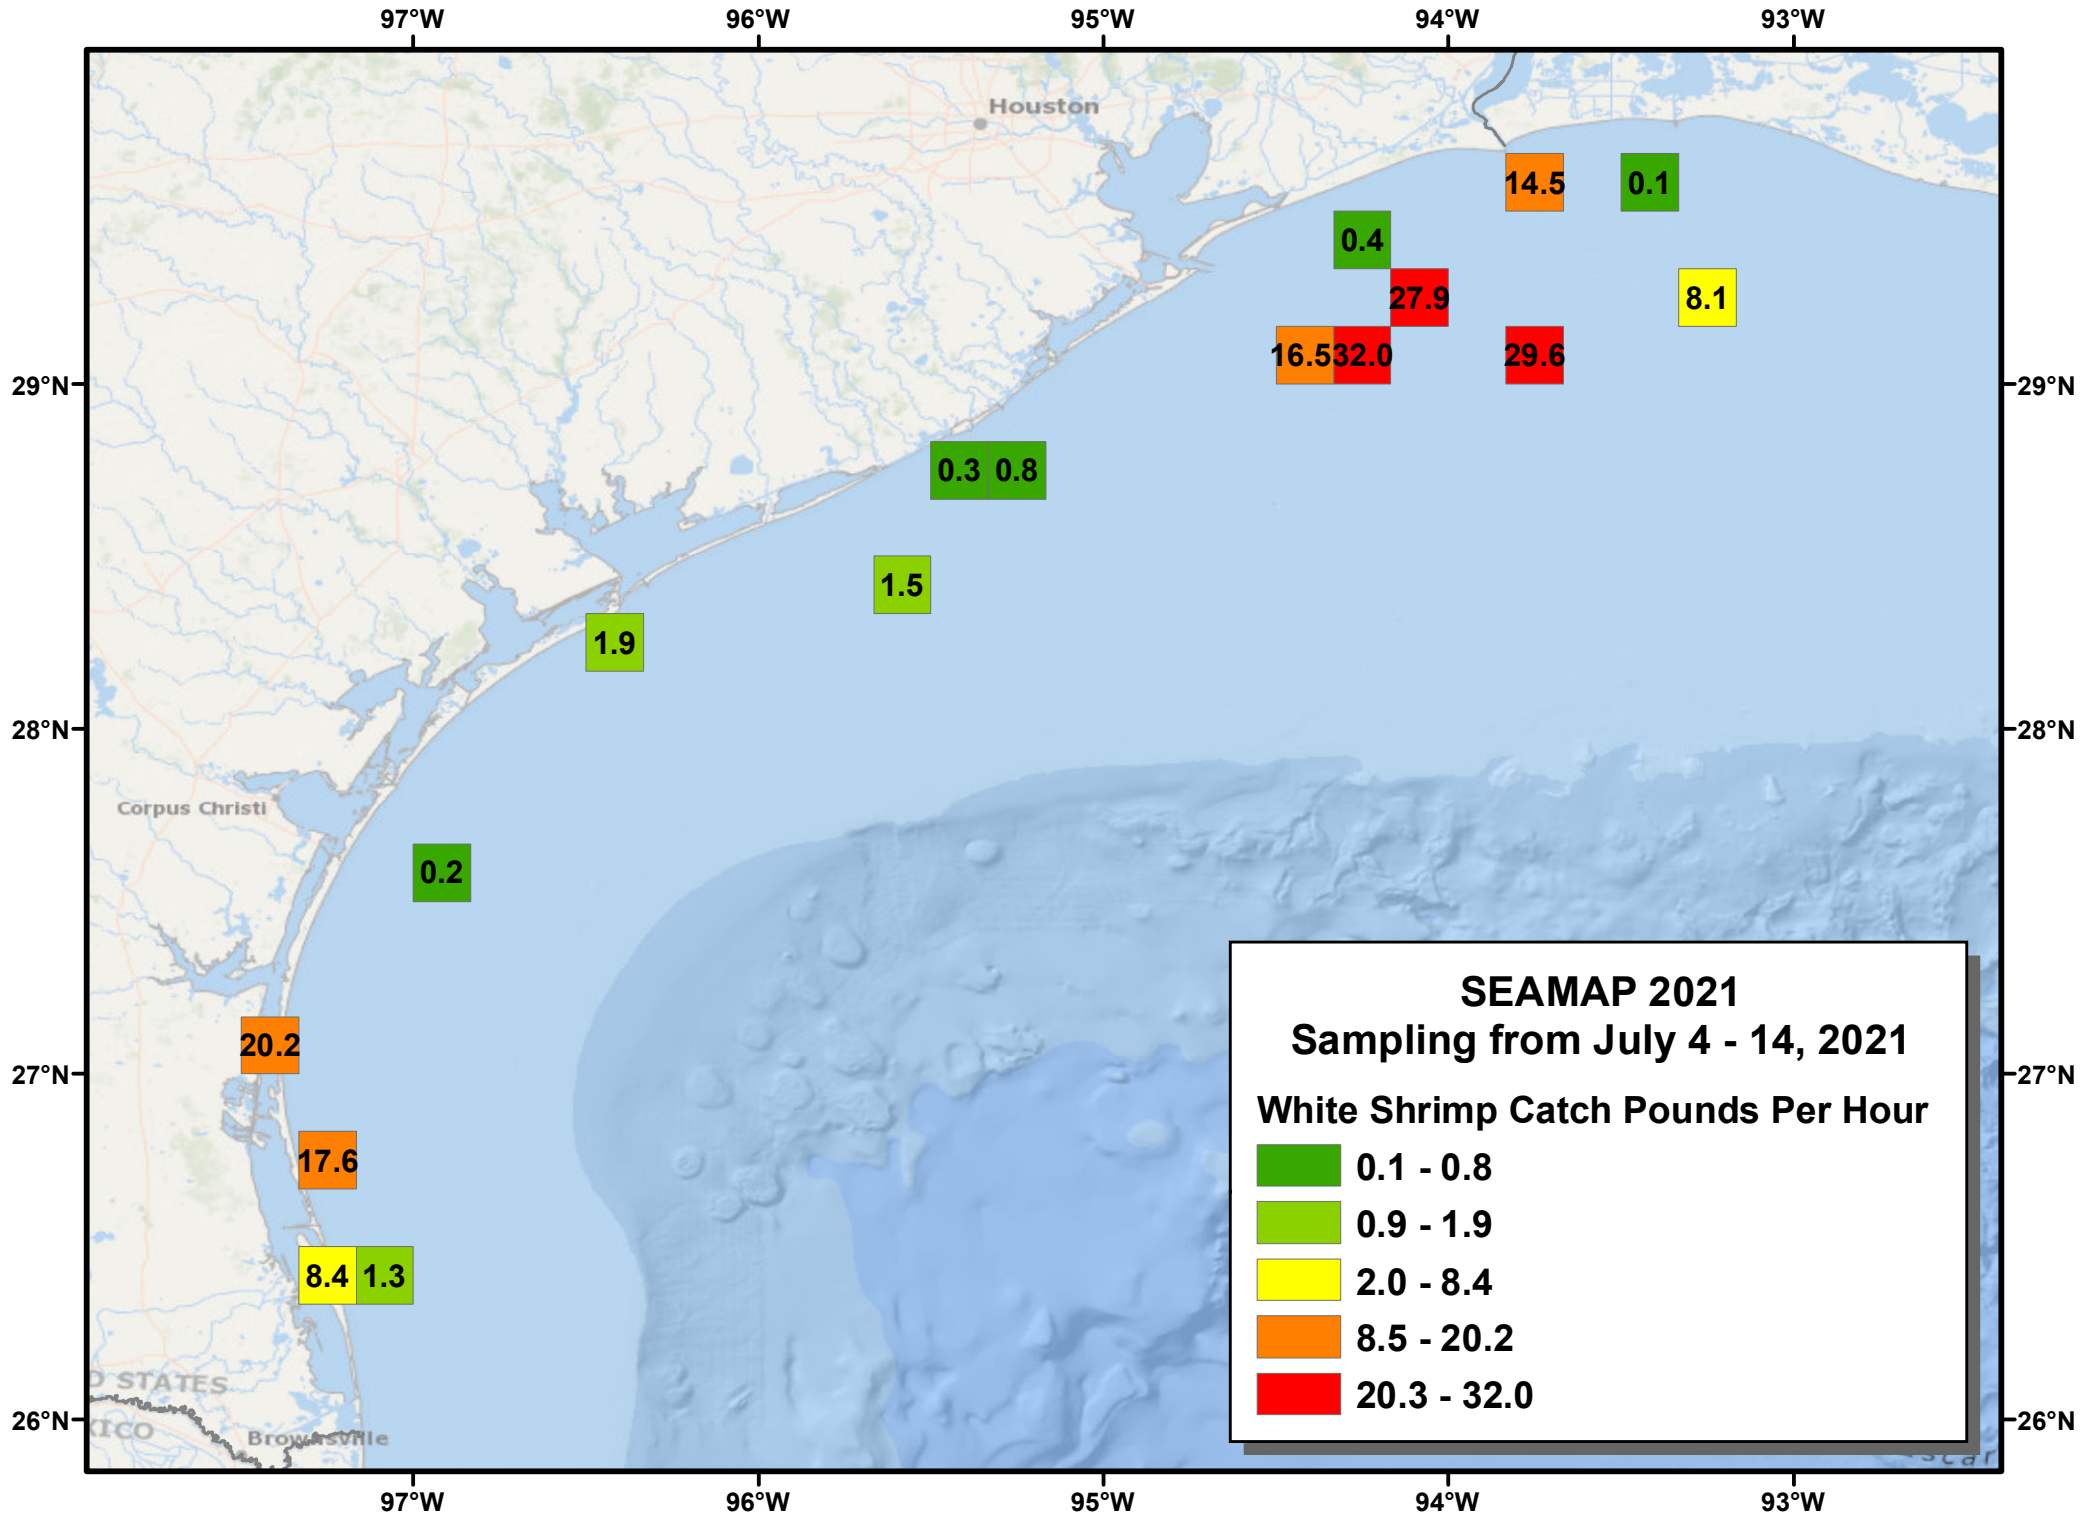 97°W 96°W 95°W 94°W 93°W
Houston
14.5 0.1
0.4
27.9 8.1
16.5 32.0 29.6
29°N 29°N
0.3 0.8
1.5
1.9
28°N 28°N
Corpus Christi
0.2
SEAMAP 2021
Sampling from July 4 - 14, 2021
20.2
27°N 27°N
White Shrimp Catch Pounds Per Hour
17.6
0.1 - 0.8
0.9 - 1.9
8.4 1.3
2.0 - 8.4
8.5 - 20.2
D STATES
20.3 - 32.0
26°N 26°N
XICO
Brownsville
97°W 96°W 95°W 94°W 93°W